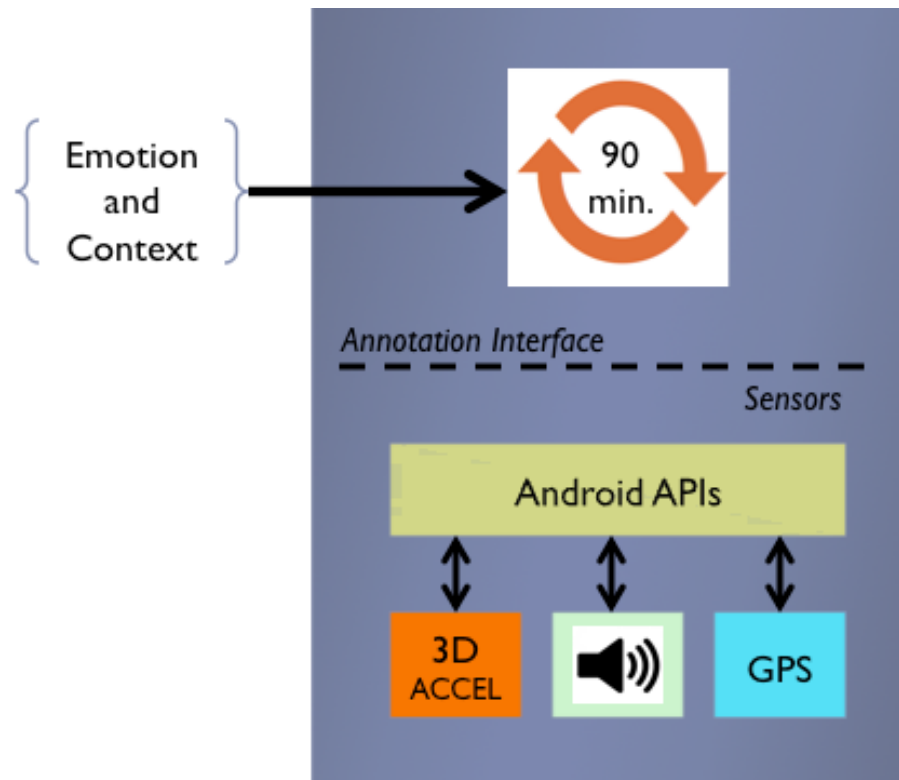 Emotion
and
Context
90
min.
Annotation Interface
Sensors
Android APIs
3D
ACCEL
GPS